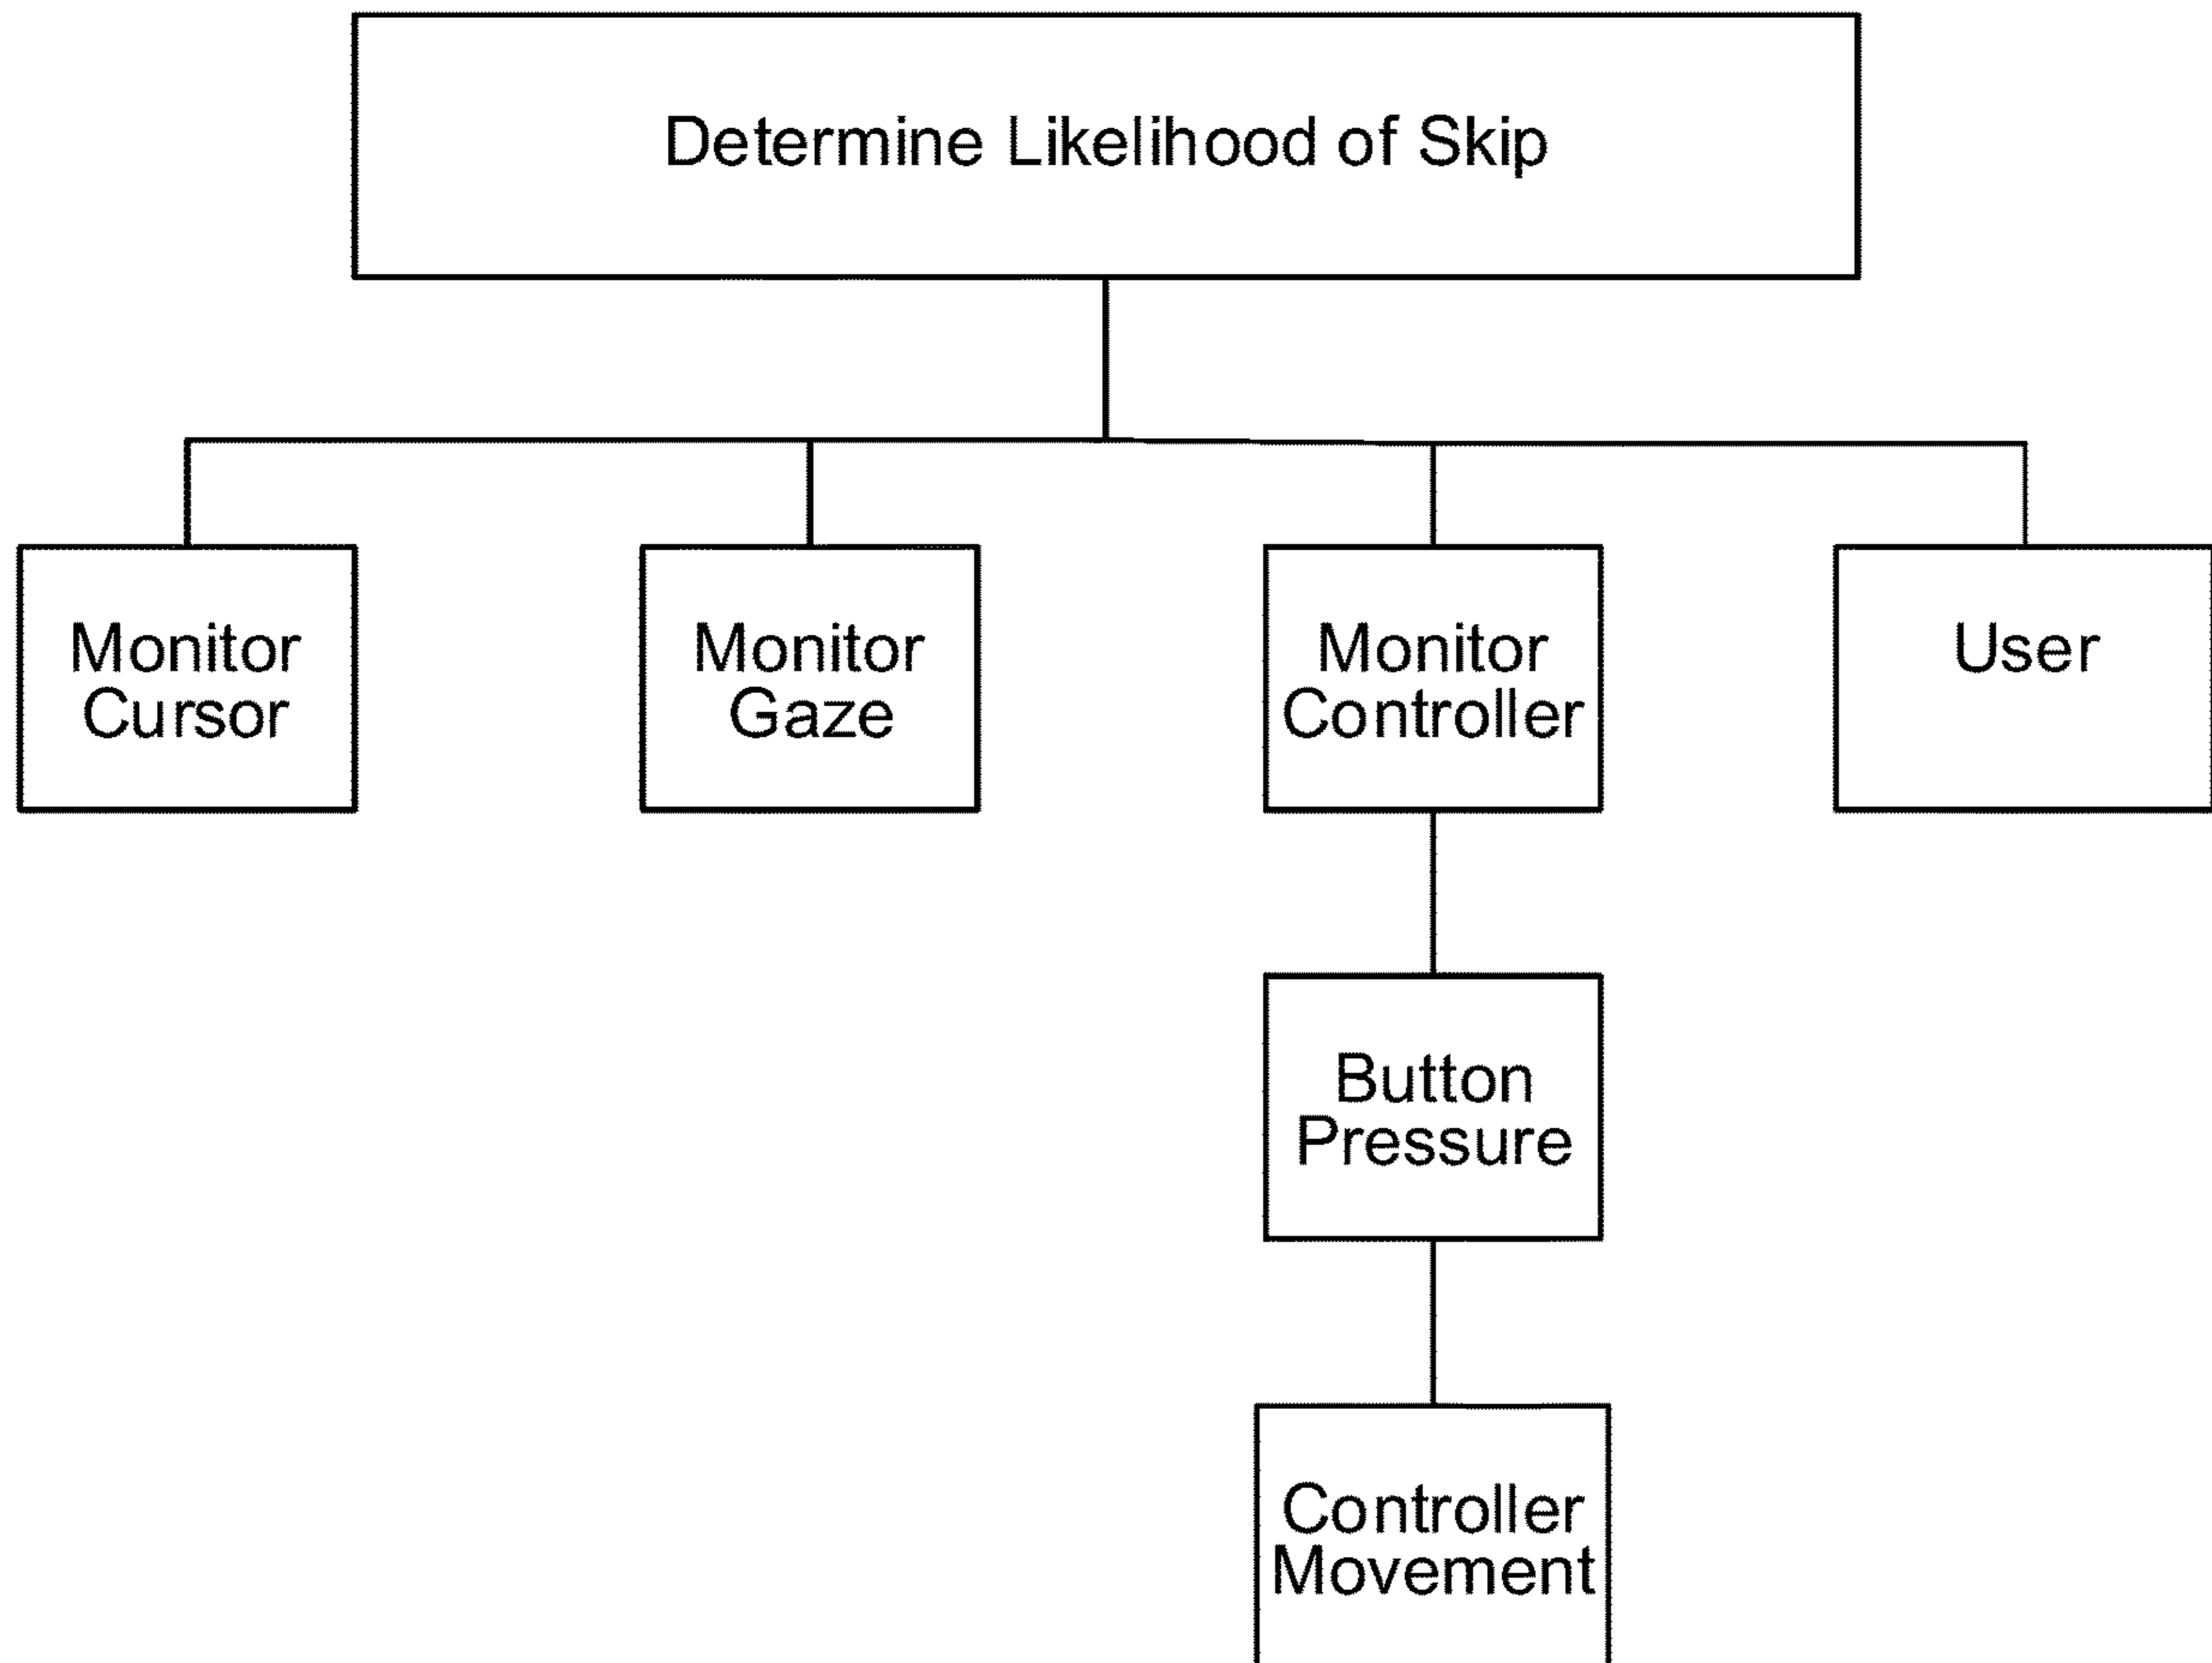 Determine Likelihood of Skip
Monitor
Cursor
Monitor
Gaze
Monitor
Controller
User
Button
Pressure
Controller
Movement